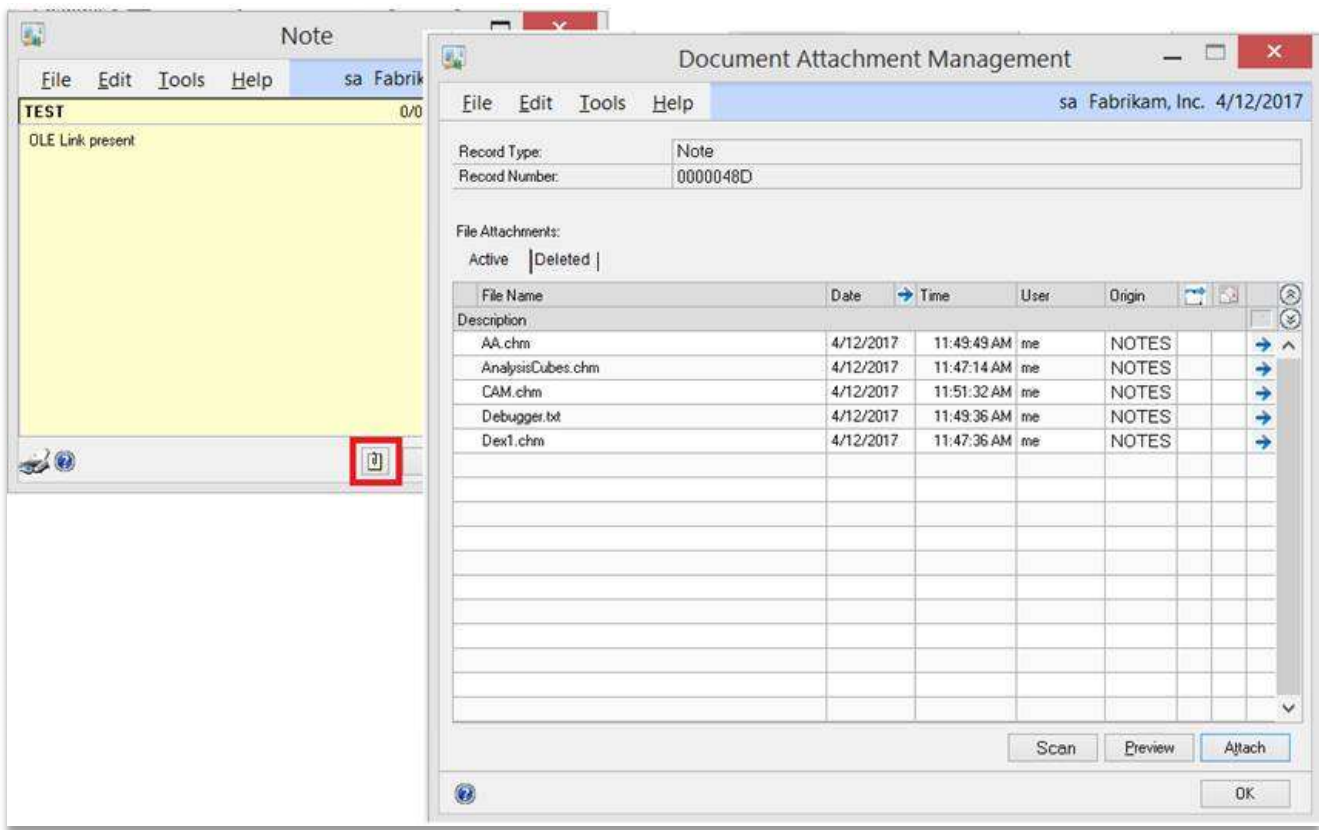 Note
File Edit Tools Help sa Fabrik
TEST 0/0
OLE Link present
Document Attachment Management
File Edit Tools Help sa Fabrikam, Inc. 4/12/2017
Record Type: Note
Record Number: 0000048D
File Attachments:
Active Deleted
File Name Date Time User Origin
Description
AA.chm 4/12/2017 11:49:49 AM me NOTES
AnalysisCubes.chm 4/12/2017 11:47:14 AM me NOTES
CAM.chm 4/12/2017 11:51:32 AM me NOTES
Debugger.txt 4/12/2017 11:49:36 AM me NOTES
Dex1.chm 4/12/2017 11:47:36 AM me NOTES
Scan Preview Attach
OK